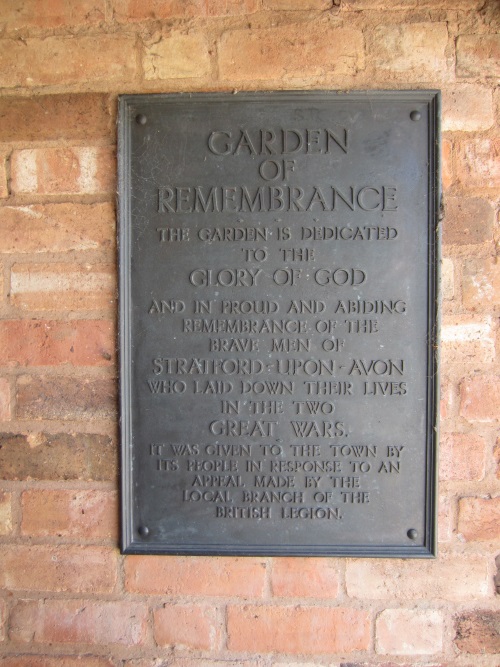 GARDEN
OF
REMEMBRANCE
THE GARDEN · IS DEDICATED
TO THE
GLORY OF · GOD
AND IN PROUD AND ABIDING
REMEMBRANCE OF THE
BRAVE MEN OF
STRATFORD-UPON-AVON
WHO LAID DOWN THEIR LIVES
IN THE TWO
GREAT WARS.
IT WAS GIVEN TO THE TOWN BY
ITS PEOPLE IN RESPONSE TO AN
APPEAL MADE BY THE
LOCAL BRANCH OF THE
BRITISH LEGION.